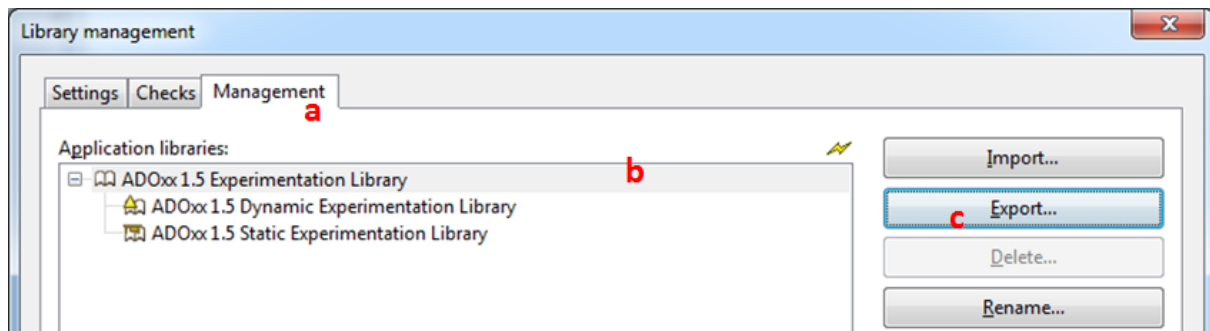 Library management
Settings Checks Management
a
Application libraries:
Import...
ADOxx 1.5 Experimentation Library
b
ADOxx 1.5 Dynamic Experimentation Library
c Export...
ADOxx 1.5 Static Experimentation Library
Delete...
Rename...